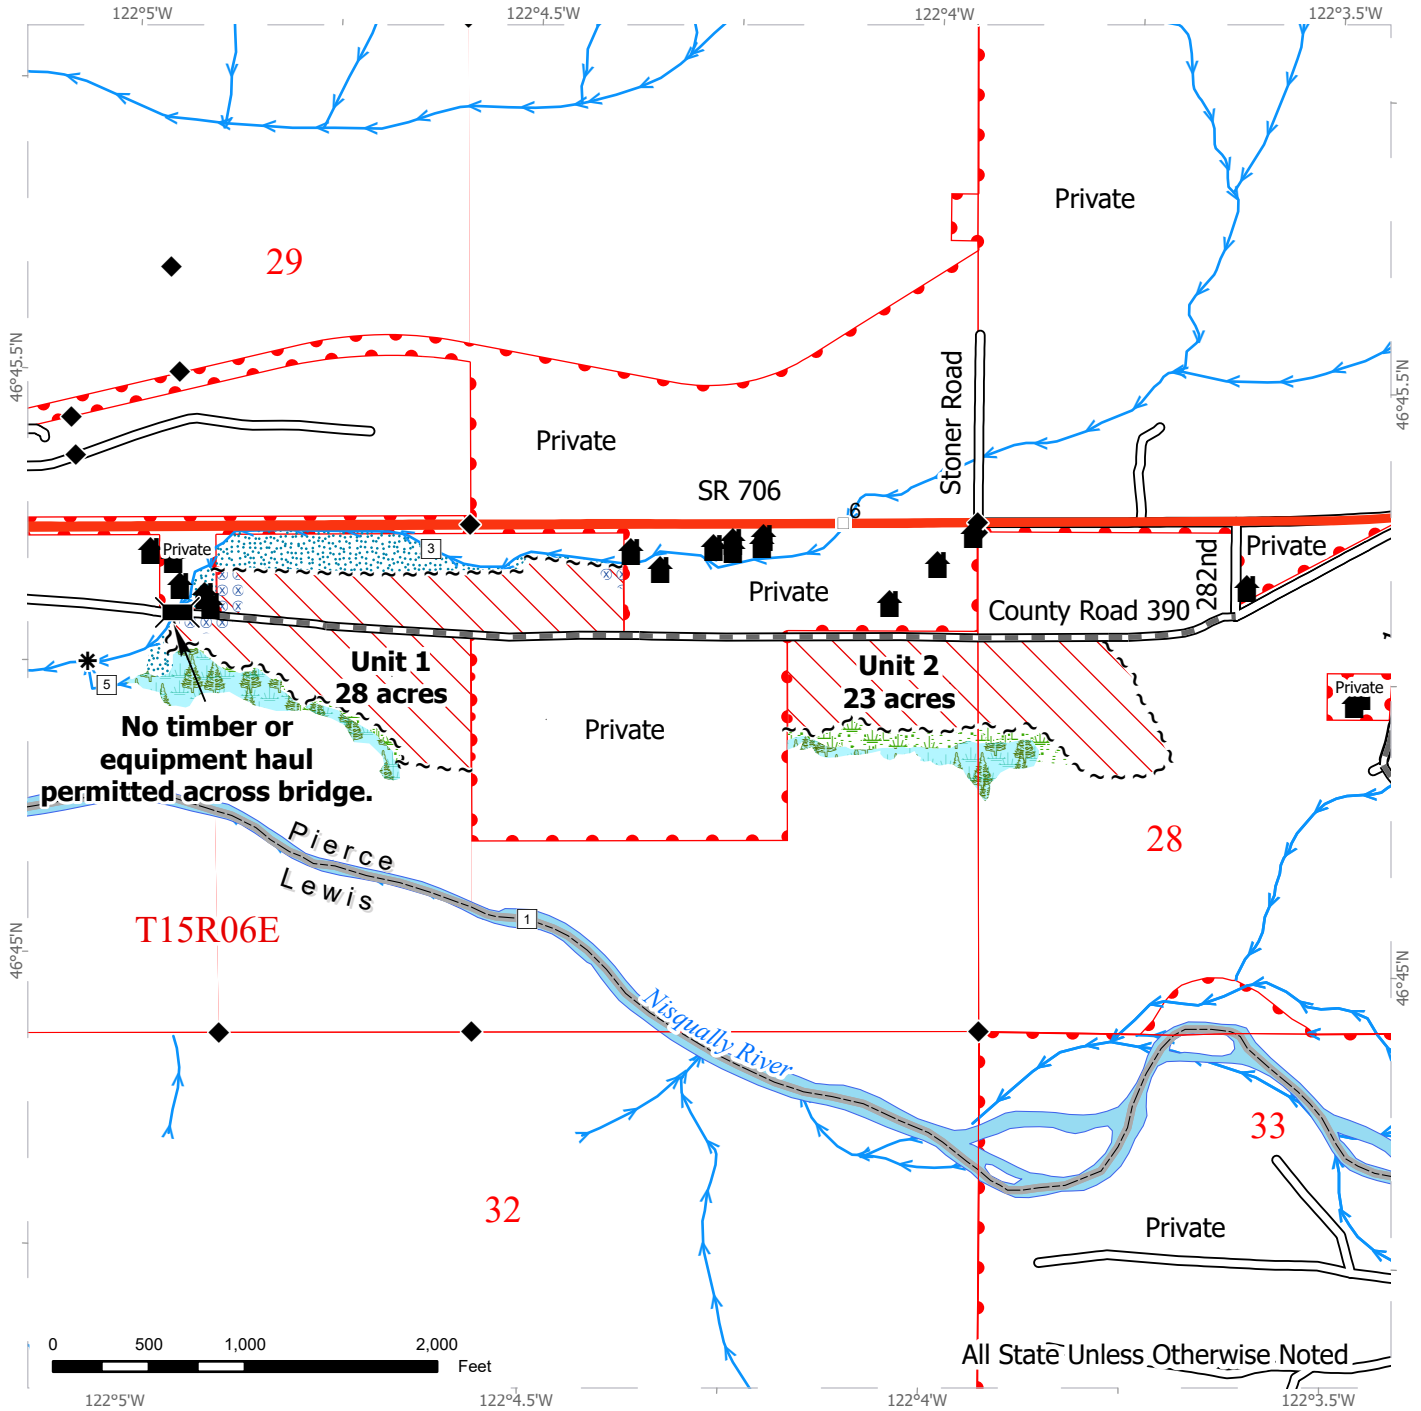 122°5'W
122°4.5'W
122°4'W
122°3.5'W
Private
29
46°45.5'N
46°45.5'N
Stoner Road
Private
SR 706
6
3
Private
Private
282nd
Private
County Road 390
Unit 1
28 acres
Unit 2
23 acres
5
Private
No timber or
equipment haul
permitted across bridge.
Private
Pierce
Lewis
28
1
T15R06E
46°45'N
46°45'N
Nisqually River
33
32
Private
0 500 1,000 2,000
Feet
All State Unless Otherwise Noted
122°5'W
122°4.5'W
122°4'W
122°3.5'W